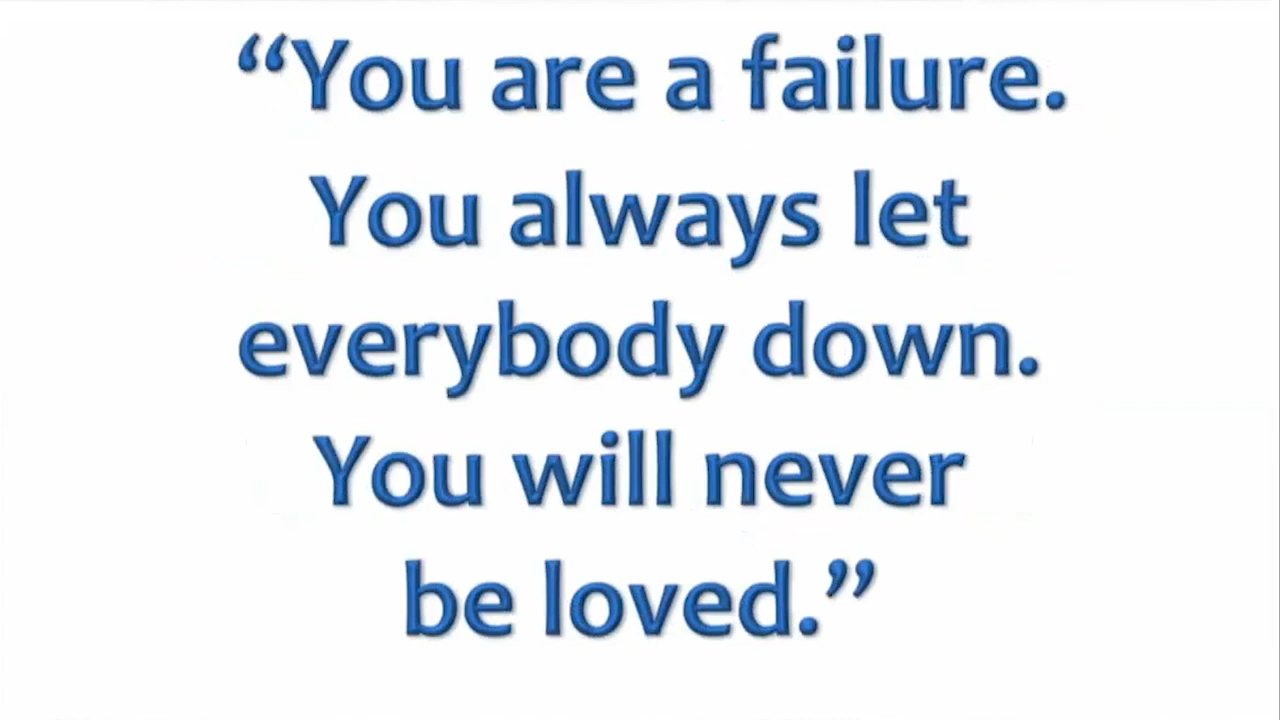 “You are a failure.
You always let
everybody down.
You will never
be loved.”